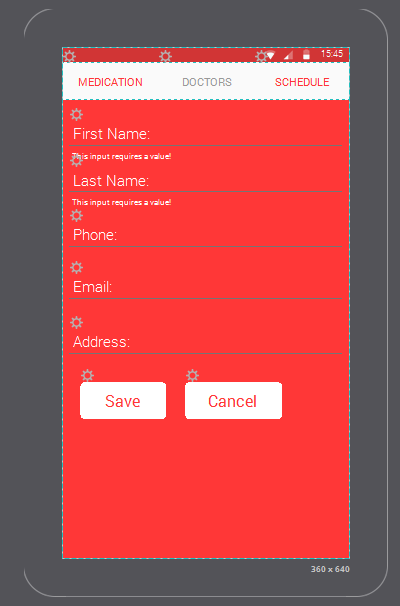 15:45
MEDICATION DOCTORS SCHEDULE
First Name:
This input requires a value!
Last Name:
This input requires a value!
Phone:
Email:
Address:
Save Cancel
360 x 640